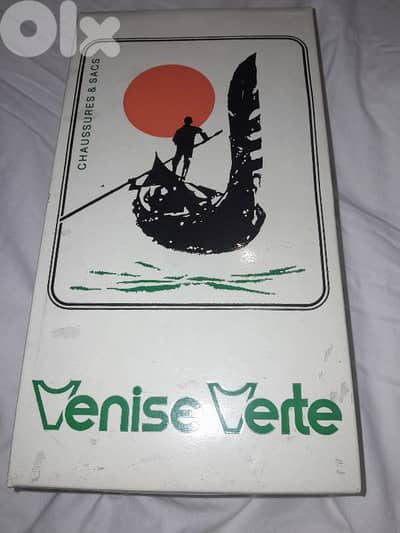 OLX
CHAUSSURES & SACS
Venise Verte